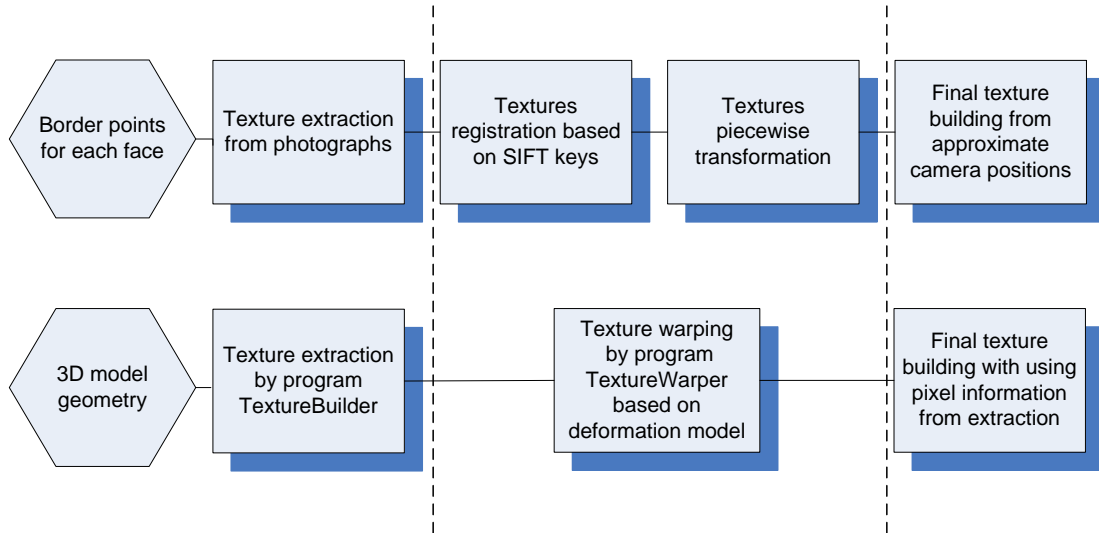 Border points
for each face
Texture extraction
from photographs
Textures
registration based
on SIFT keys
Textures
piecewise
transformation
Final texture
building from
approximate
camera positions
3D model
geometry
Texture extraction
by program
TextureBuilder
Texture warping
by program
TextureWarper
based on
deformation model
Final texture
building with using
pixel information
from extraction